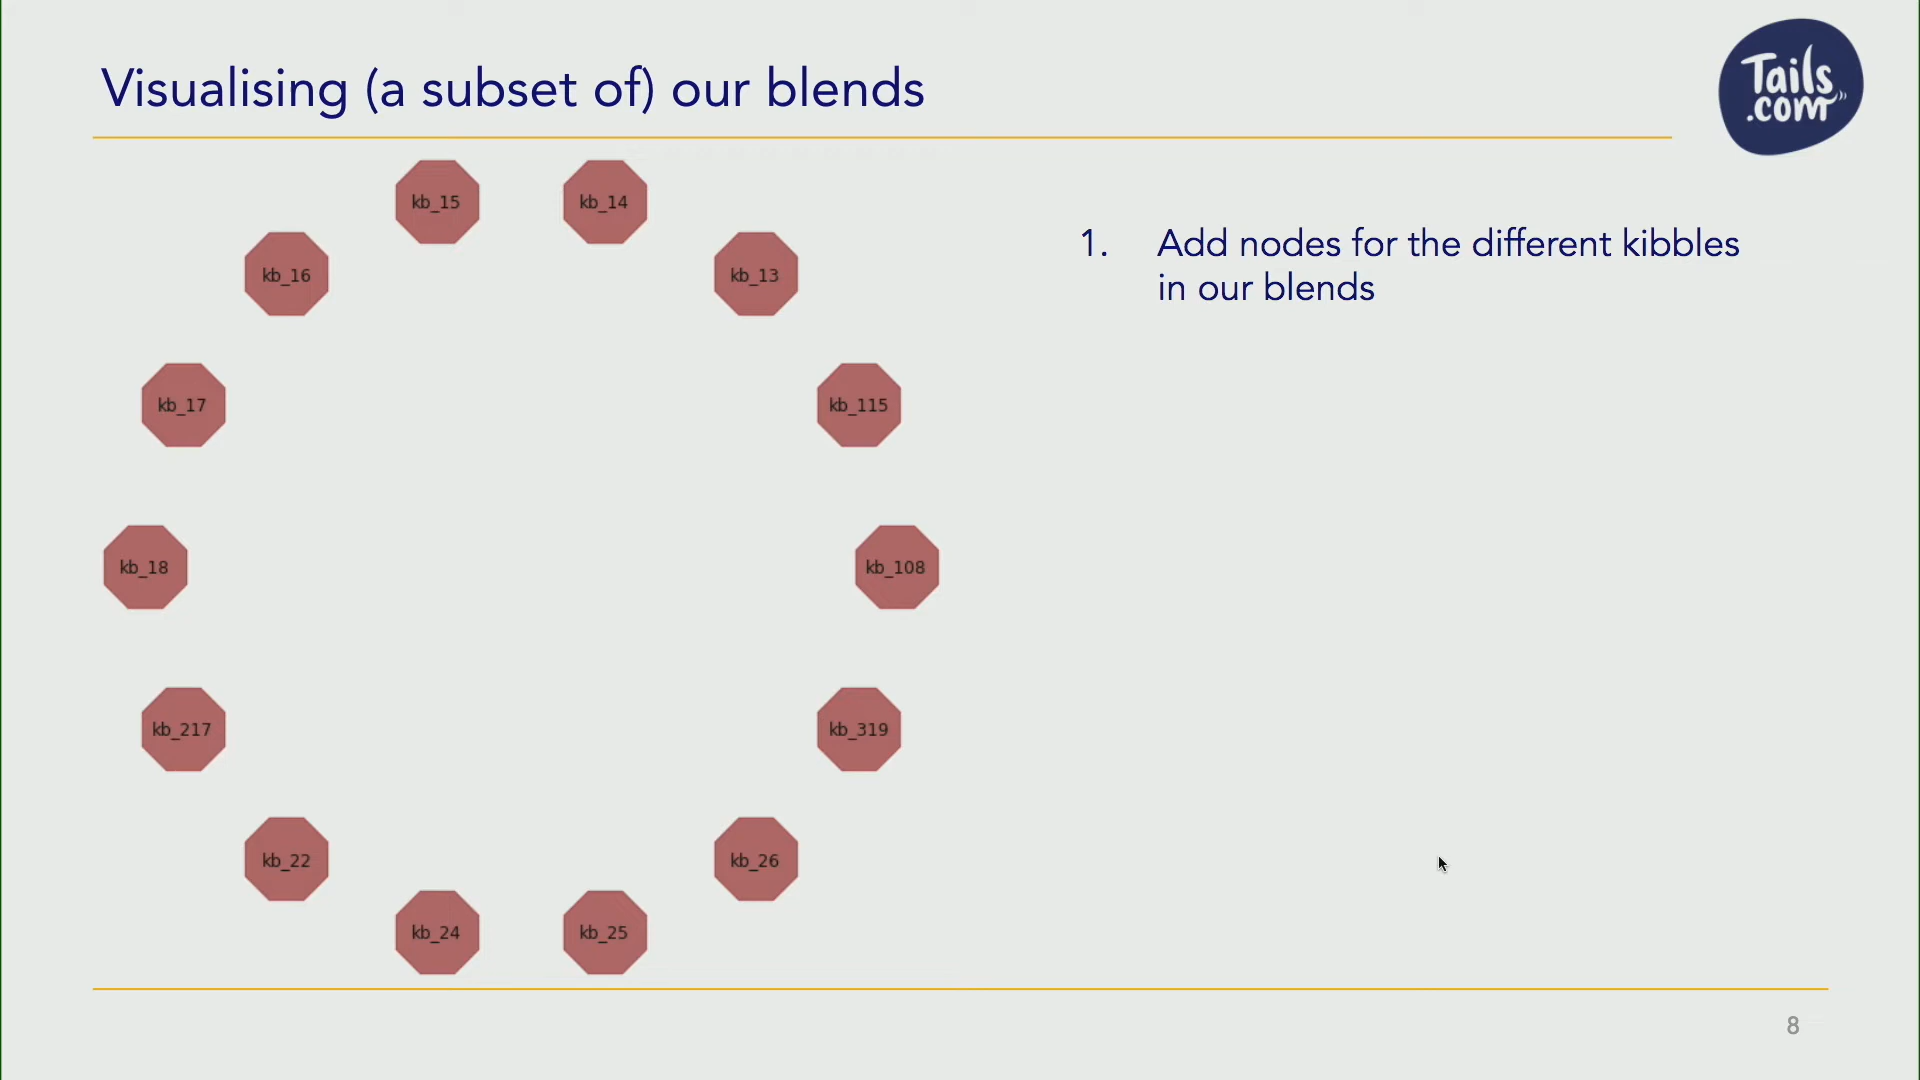 Visualising (a subset of) our blends
Tails
.com
kb_15
kb_14
kb_16
kb_13
kb_17
kb_115
kb_18
kb_108
kb_217
kb_319
kb_22
kb_26
kb_24
kb_25
1. Add nodes for the different kibbles
in our blends
8